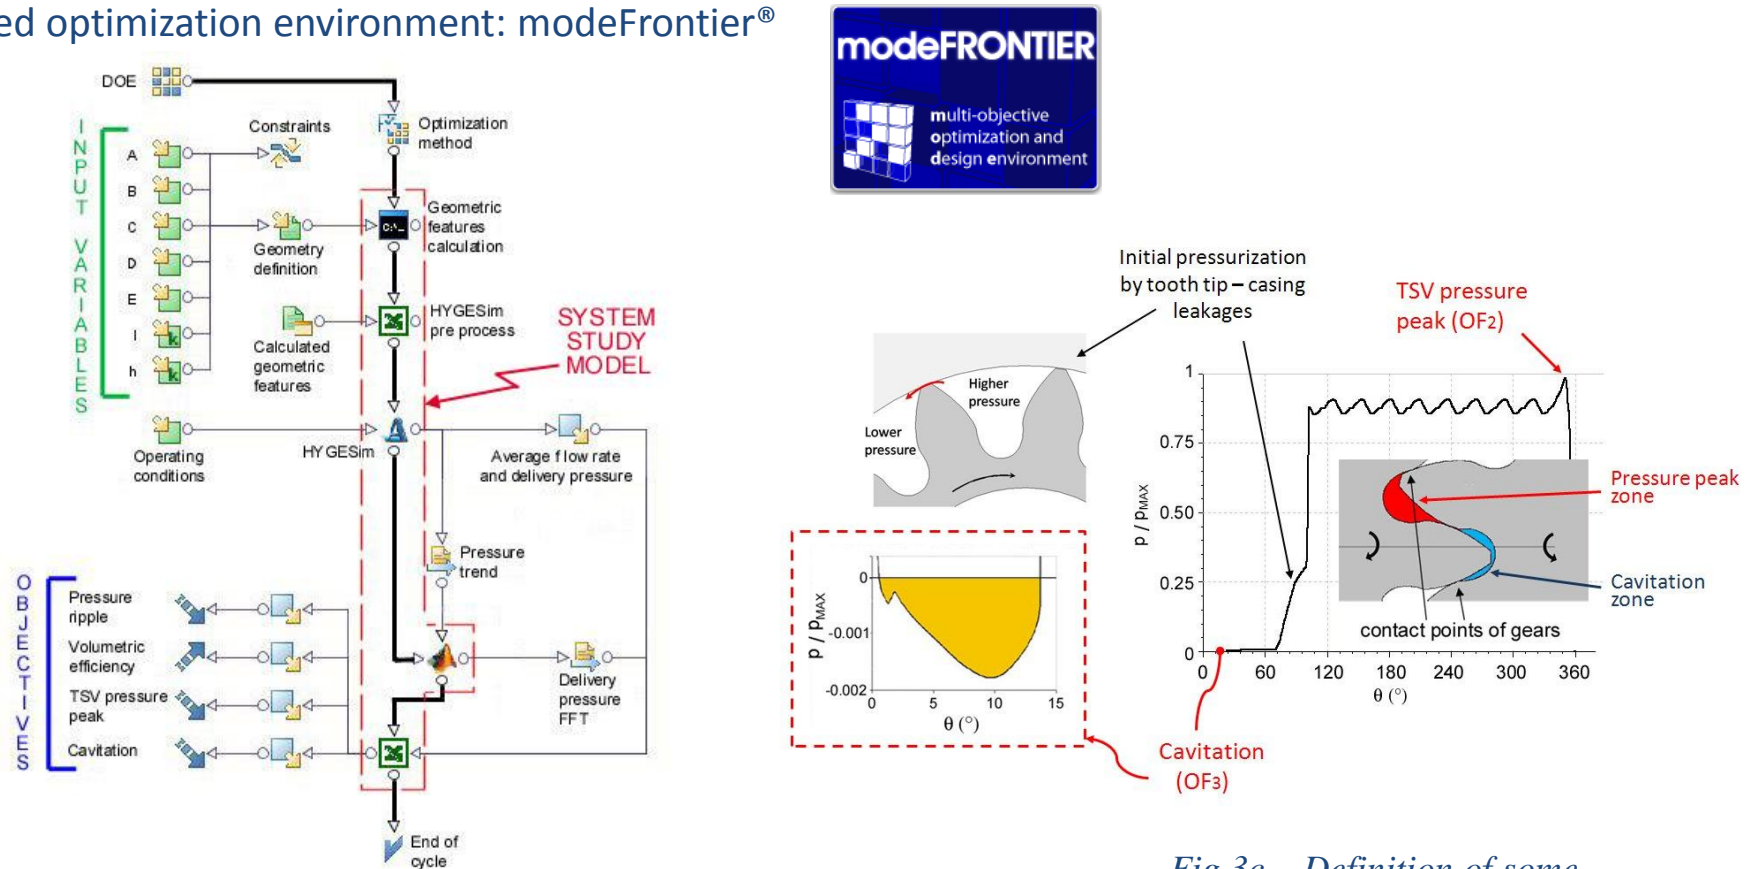 ed optimization environment: modeFrontier®
modeFRONTIER
multi-objective
optimization and
design environment
DOE
Optimization
method
INPUT VARIABLES
Constraints
A
B
C
D
E
I
h
Geometry
definition
Geometric
features
calculation
Calculated
geometric
features
HYGESim
pre process
SYSTEM
STUDY
MODEL
Operating
conditions
HYGESim
Average flow rate
and delivery pressure
Pressure
trend
OBJECTIVES
Pressure
ripple
Volumetric
efficiency
TSV pressure
peak
Cavitation
Delivery
pressure
FFT
End of
cycle
Initial pressurization
by tooth tip – casing
leakages
Higher
pressure
Lower
pressure
TSV pressure
peak (OF2)
p / pMAX
1
0.75
0.50
0.25
0
0 60 120 180 240 300 360
θ (°)
Pressure peak
zone
Cavitation
zone
contact points of gears
p / pMAX
0
-0.001
-0.002
0 5 10 15
θ (°)
Cavitation
(OF3)
Fig 3c – Definition of some